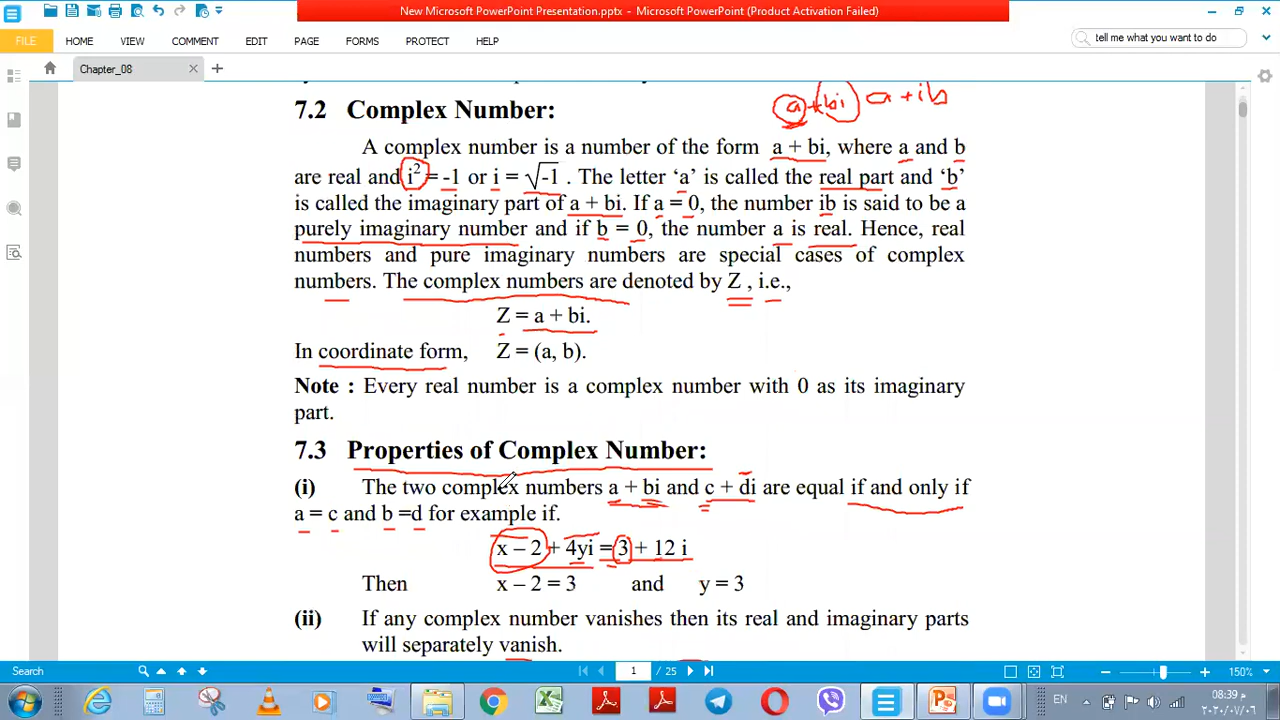 New Microsoft PowerPoint Presentation.pptx - Microsoft PowerPoint (Product Activation Failed)
FILE HOME VIEW COMMENT EDIT PAGE FORMS PROTECT HELP
tell me what you want to do
Chapter_08
7.2 Complex Number:
a+bi a+ib
A complex number is a number of the form a + bi, where a and b
are real and i² = -1 or i = √-1 . The letter ‘a’ is called the real part and ‘b’
is called the imaginary part of a + bi. If a = 0, the number ib is said to be a
purely imaginary number and if b = 0, the number a is real. Hence, real
numbers and pure imaginary numbers are special cases of complex
numbers. The complex numbers are denoted by Z , i.e.,
Z = a + bi.
In coordinate form, Z = (a, b).
Note : Every real number is a complex number with 0 as its imaginary
part.
7.3 Properties of Complex Number:
(i) The two complex numbers a + bi and c + di are equal if and only if
a = c and b =d for example if.
x – 2 + 4yi = 3 + 12 i
Then x – 2 = 3 and y = 3
(ii) If any complex number vanishes then its real and imaginary parts
will separately vanish.
Search 1 / 25 150%
EN 08:39 م
٢٠٢٠/٠٧/٠٦